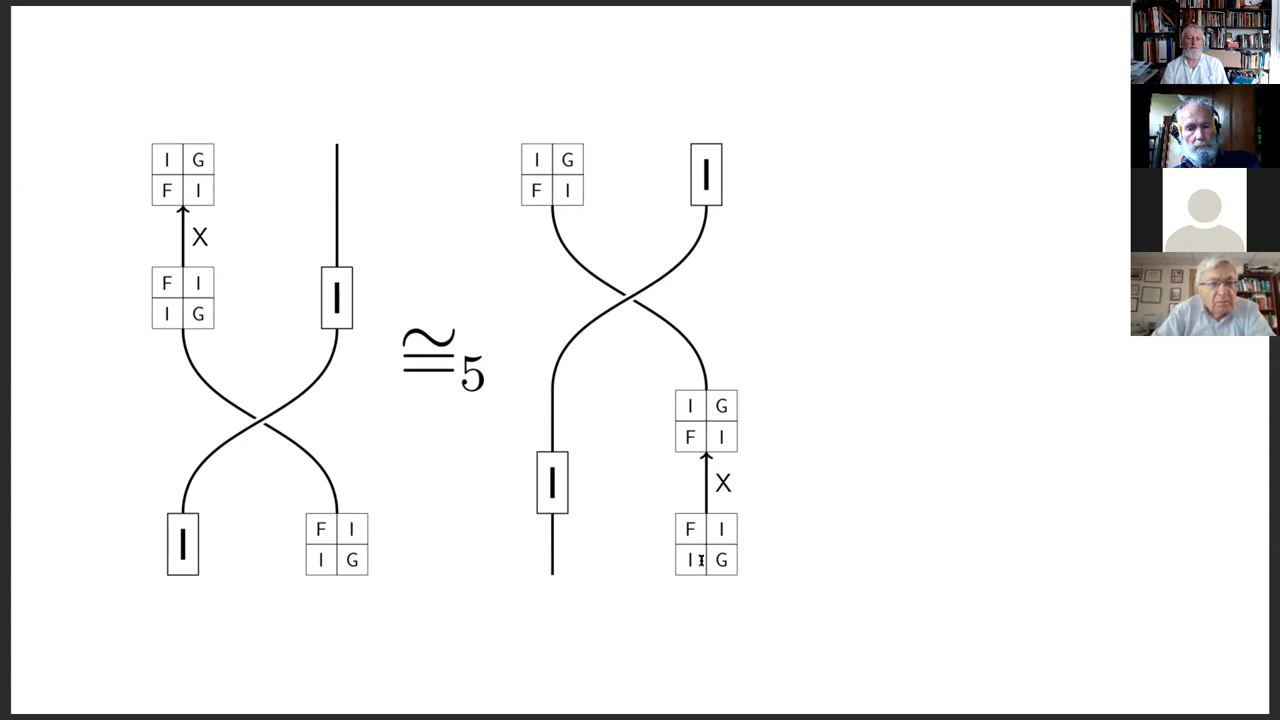 I G I G I
F I F I
X
F I I
I G
≅5
I G
F I
I X
I F I F I
I G I G